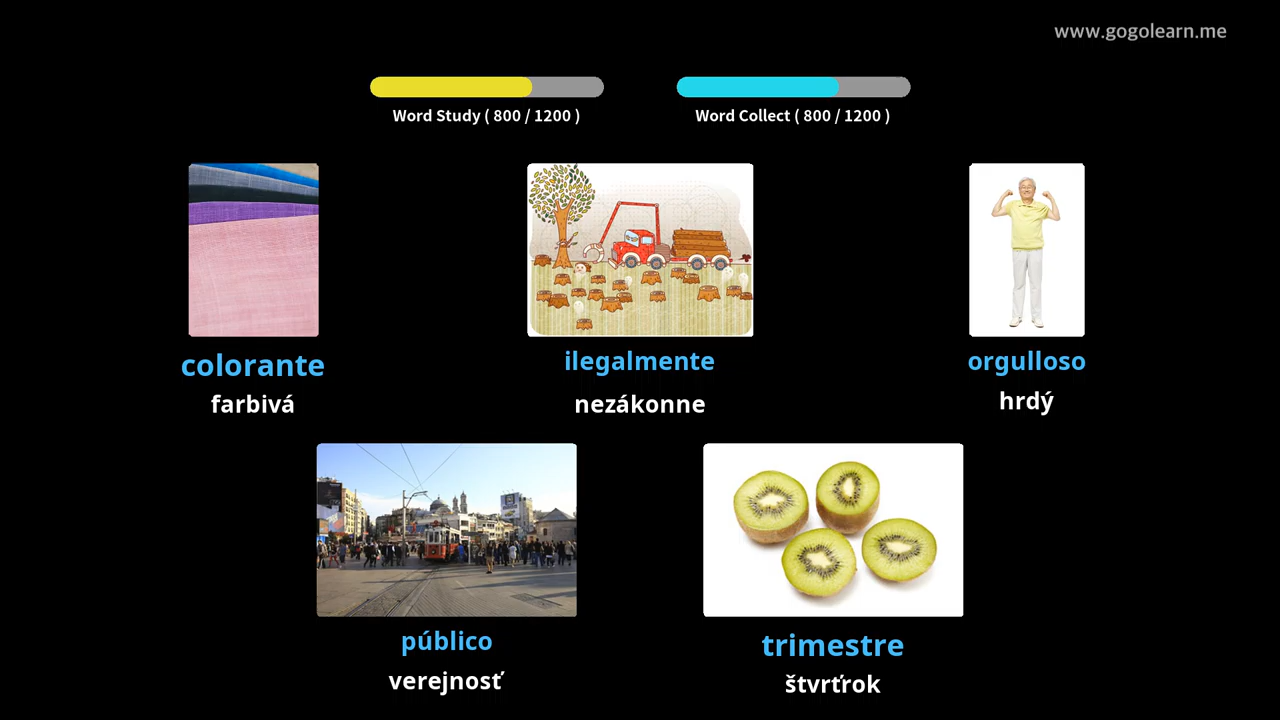 www.gogolearn.me
Word Study ( 800 / 1200 )
Word Collect ( 800 / 1200 )
colorante
farbivá
ilegalmente
nezákonne
orgulloso
hrdý
público
verejnosť
trimestre
štvrťrok